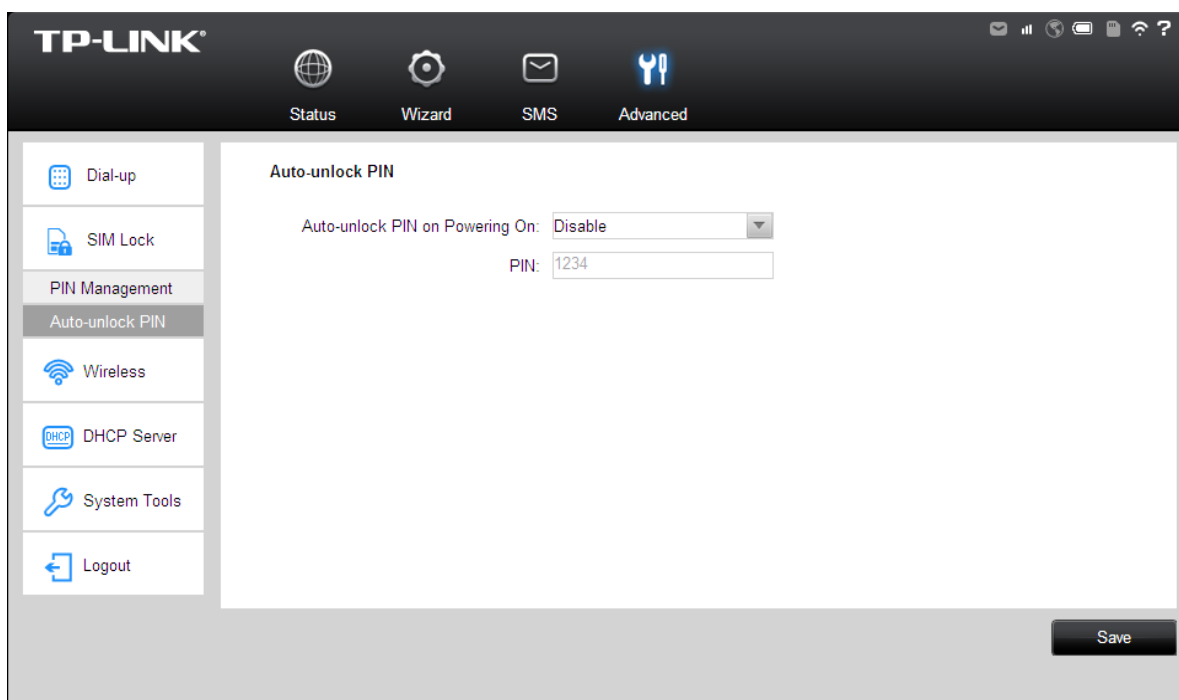 TP-LINK®
?
Status
Wizard
SMS
Advanced
Dial-up
SIM Lock
PIN Management
Auto-unlock PIN
Wireless
DHCP
DHCP Server
System Tools
Logout
Auto-unlock PIN
Auto-unlock PIN on Powering On: Disable
PIN: 1234
Save